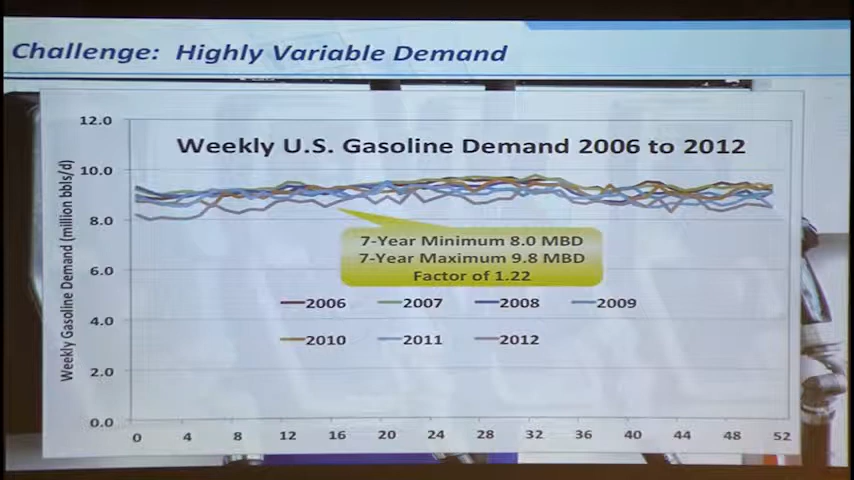 Challenge: Highly Variable Demand
Weekly U.S. Gasoline Demand 2006 to 2012
Weekly Gasoline Demand (million bbls/d)
12.0
10.0
8.0
6.0
4.0
2.0
0.0
7-Year Minimum 8.0 MBD
7-Year Maximum 9.8 MBD
Factor of 1.22
2006 2007 2008 2009
2010 2011 2012
0 4 8 12 16 20 24 28 32 36 40 44 48 52